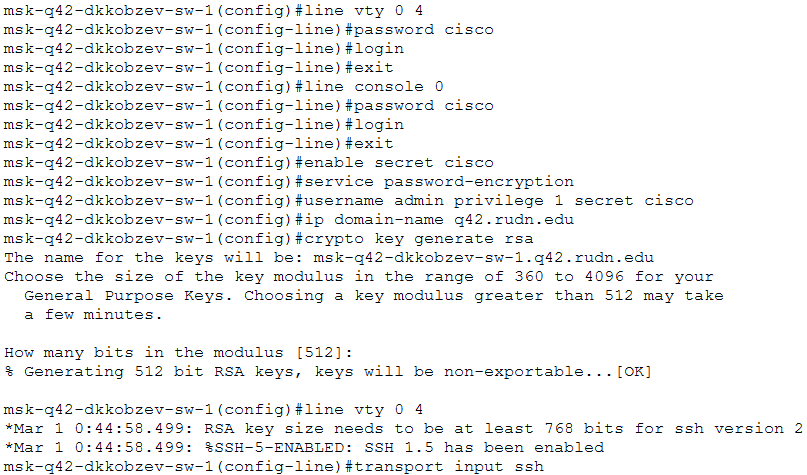 msk-q42-dkkobzev-sw-1(config)#line vty 0 4
msk-q42-dkkobzev-sw-1(config-line)#password cisco
msk-q42-dkkobzev-sw-1(config-line)#login
msk-q42-dkkobzev-sw-1(config-line)#exit
msk-q42-dkkobzev-sw-1(config)#line console 0
msk-q42-dkkobzev-sw-1(config-line)#password cisco
msk-q42-dkkobzev-sw-1(config-line)#login
msk-q42-dkkobzev-sw-1(config-line)#exit
msk-q42-dkkobzev-sw-1(config)#enable secret cisco
msk-q42-dkkobzev-sw-1(config)#service password-encryption
msk-q42-dkkobzev-sw-1(config)#username admin privilege 1 secret cisco
msk-q42-dkkobzev-sw-1(config)#ip domain-name q42.rudn.edu
msk-q42-dkkobzev-sw-1(config)#crypto key generate rsa
The name for the keys will be: msk-q42-dkkobzev-sw-1.q42.rudn.edu
Choose the size of the key modulus in the range of 360 to 4096 for your
  General Purpose Keys. Choosing a key modulus greater than 512 may take
  a few minutes.

How many bits in the modulus [512]:
% Generating 512 bit RSA keys, keys will be non-exportable...[OK]

msk-q42-dkkobzev-sw-1(config)#line vty 0 4
*Mar 1 0:44:58.499: RSA key size needs to be at least 768 bits for ssh version 2
*Mar 1 0:44:58.499: %SSH-5-ENABLED: SSH 1.5 has been enabled
msk-q42-dkkobzev-sw-1(config-line)#transport input ssh